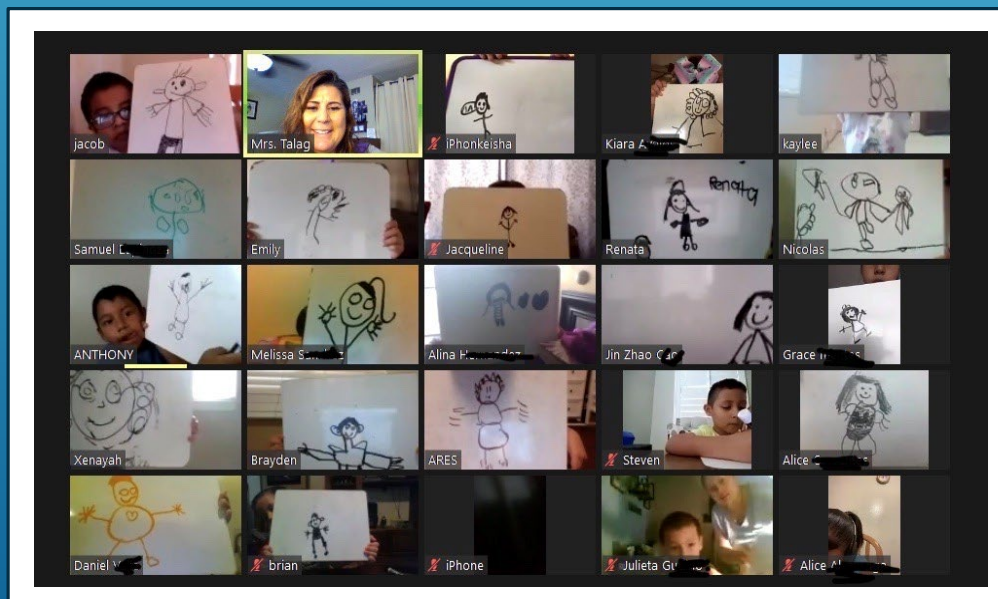 jacob
Mrs. Talag
iPhonkeisha
Kiara
kaylee
Samuel
Emily
Jacqueline
Renata
Renata
Nicolas
ANTHONY
Melissa
Alina
Jin Zhao
Grace
Xenayah
Brayden
ARES
Steven
Alice
Daniel
brian
iPhone
Julieta
Alice